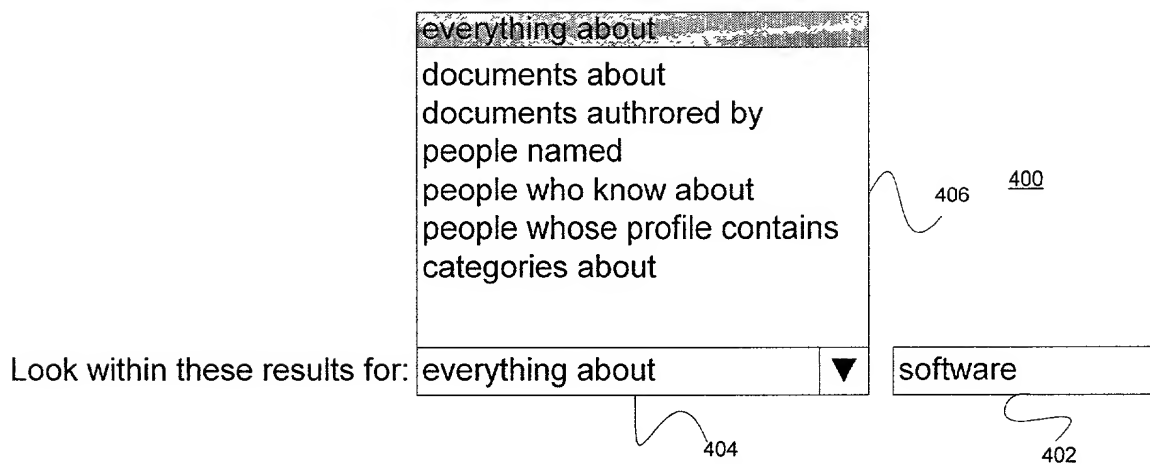 everything about
documents about
documents authrored by
people named
people who know about
people whose profile contains
categories about
406
400
Look within these results for: everything about ▼ software
404
402